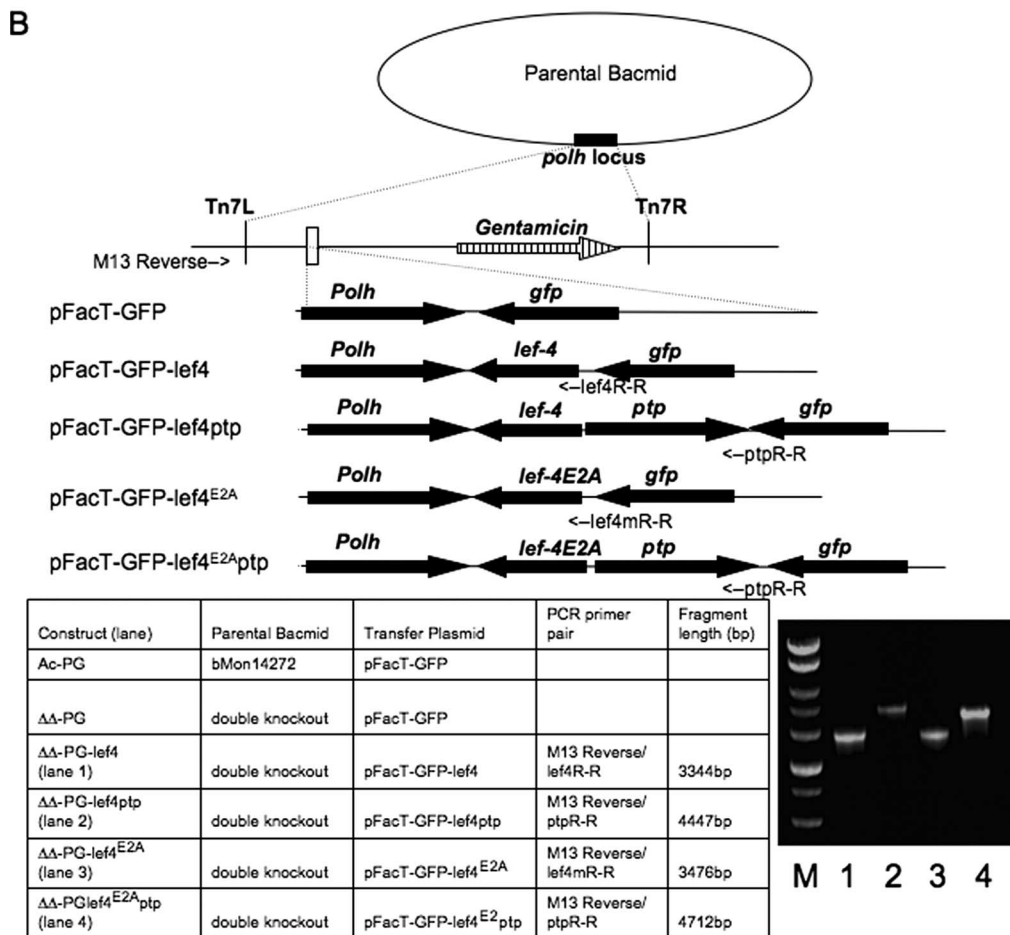 B
Parental Bacmid
polh locus
Tn7L
Tn7R
Gentamicin
M13 Reverse–>
Polh
gfp
pFacT-GFP
Polh
lef-4
gfp
pFacT-GFP-lef4
<–lef4R-R
Polh
lef-4
ptp
gfp
pFacT-GFP-lef4ptp
<–ptpR-R
Polh
lef-4E2A
gfp
pFacT-GFP-lef4E2A
<–lef4mR-R
Polh
lef-4E2A
ptp
gfp
pFacT-GFP-lef4E2Aptp
<–ptpR-R
Construct (lane)
Parental Bacmid
Transfer Plasmid
PCR primer
pair
Fragment
length (bp)
Ac-PG
bMon14272
pFacT-GFP
ΔΔ-PG
double knockout
pFacT-GFP
ΔΔ-PG-lef4
(lane 1)
double knockout
pFacT-GFP-lef4
M13 Reverse/
lef4R-R
3344bp
ΔΔ-PG-lef4ptp
(lane 2)
double knockout
pFacT-GFP-lef4ptp
M13 Reverse/
ptpR-R
4447bp
ΔΔ-PG-lef4E2A
(lane 3)
double knockout
pFacT-GFP-lef4E2A
M13 Reverse/
lef4mR-R
3476bp
ΔΔ-PGlef4E2Aptp
(lane 4)
double knockout
pFacT-GFP-lef4E2ptp
M13 Reverse/
ptpR-R
4712bp
M 1 2 3 4